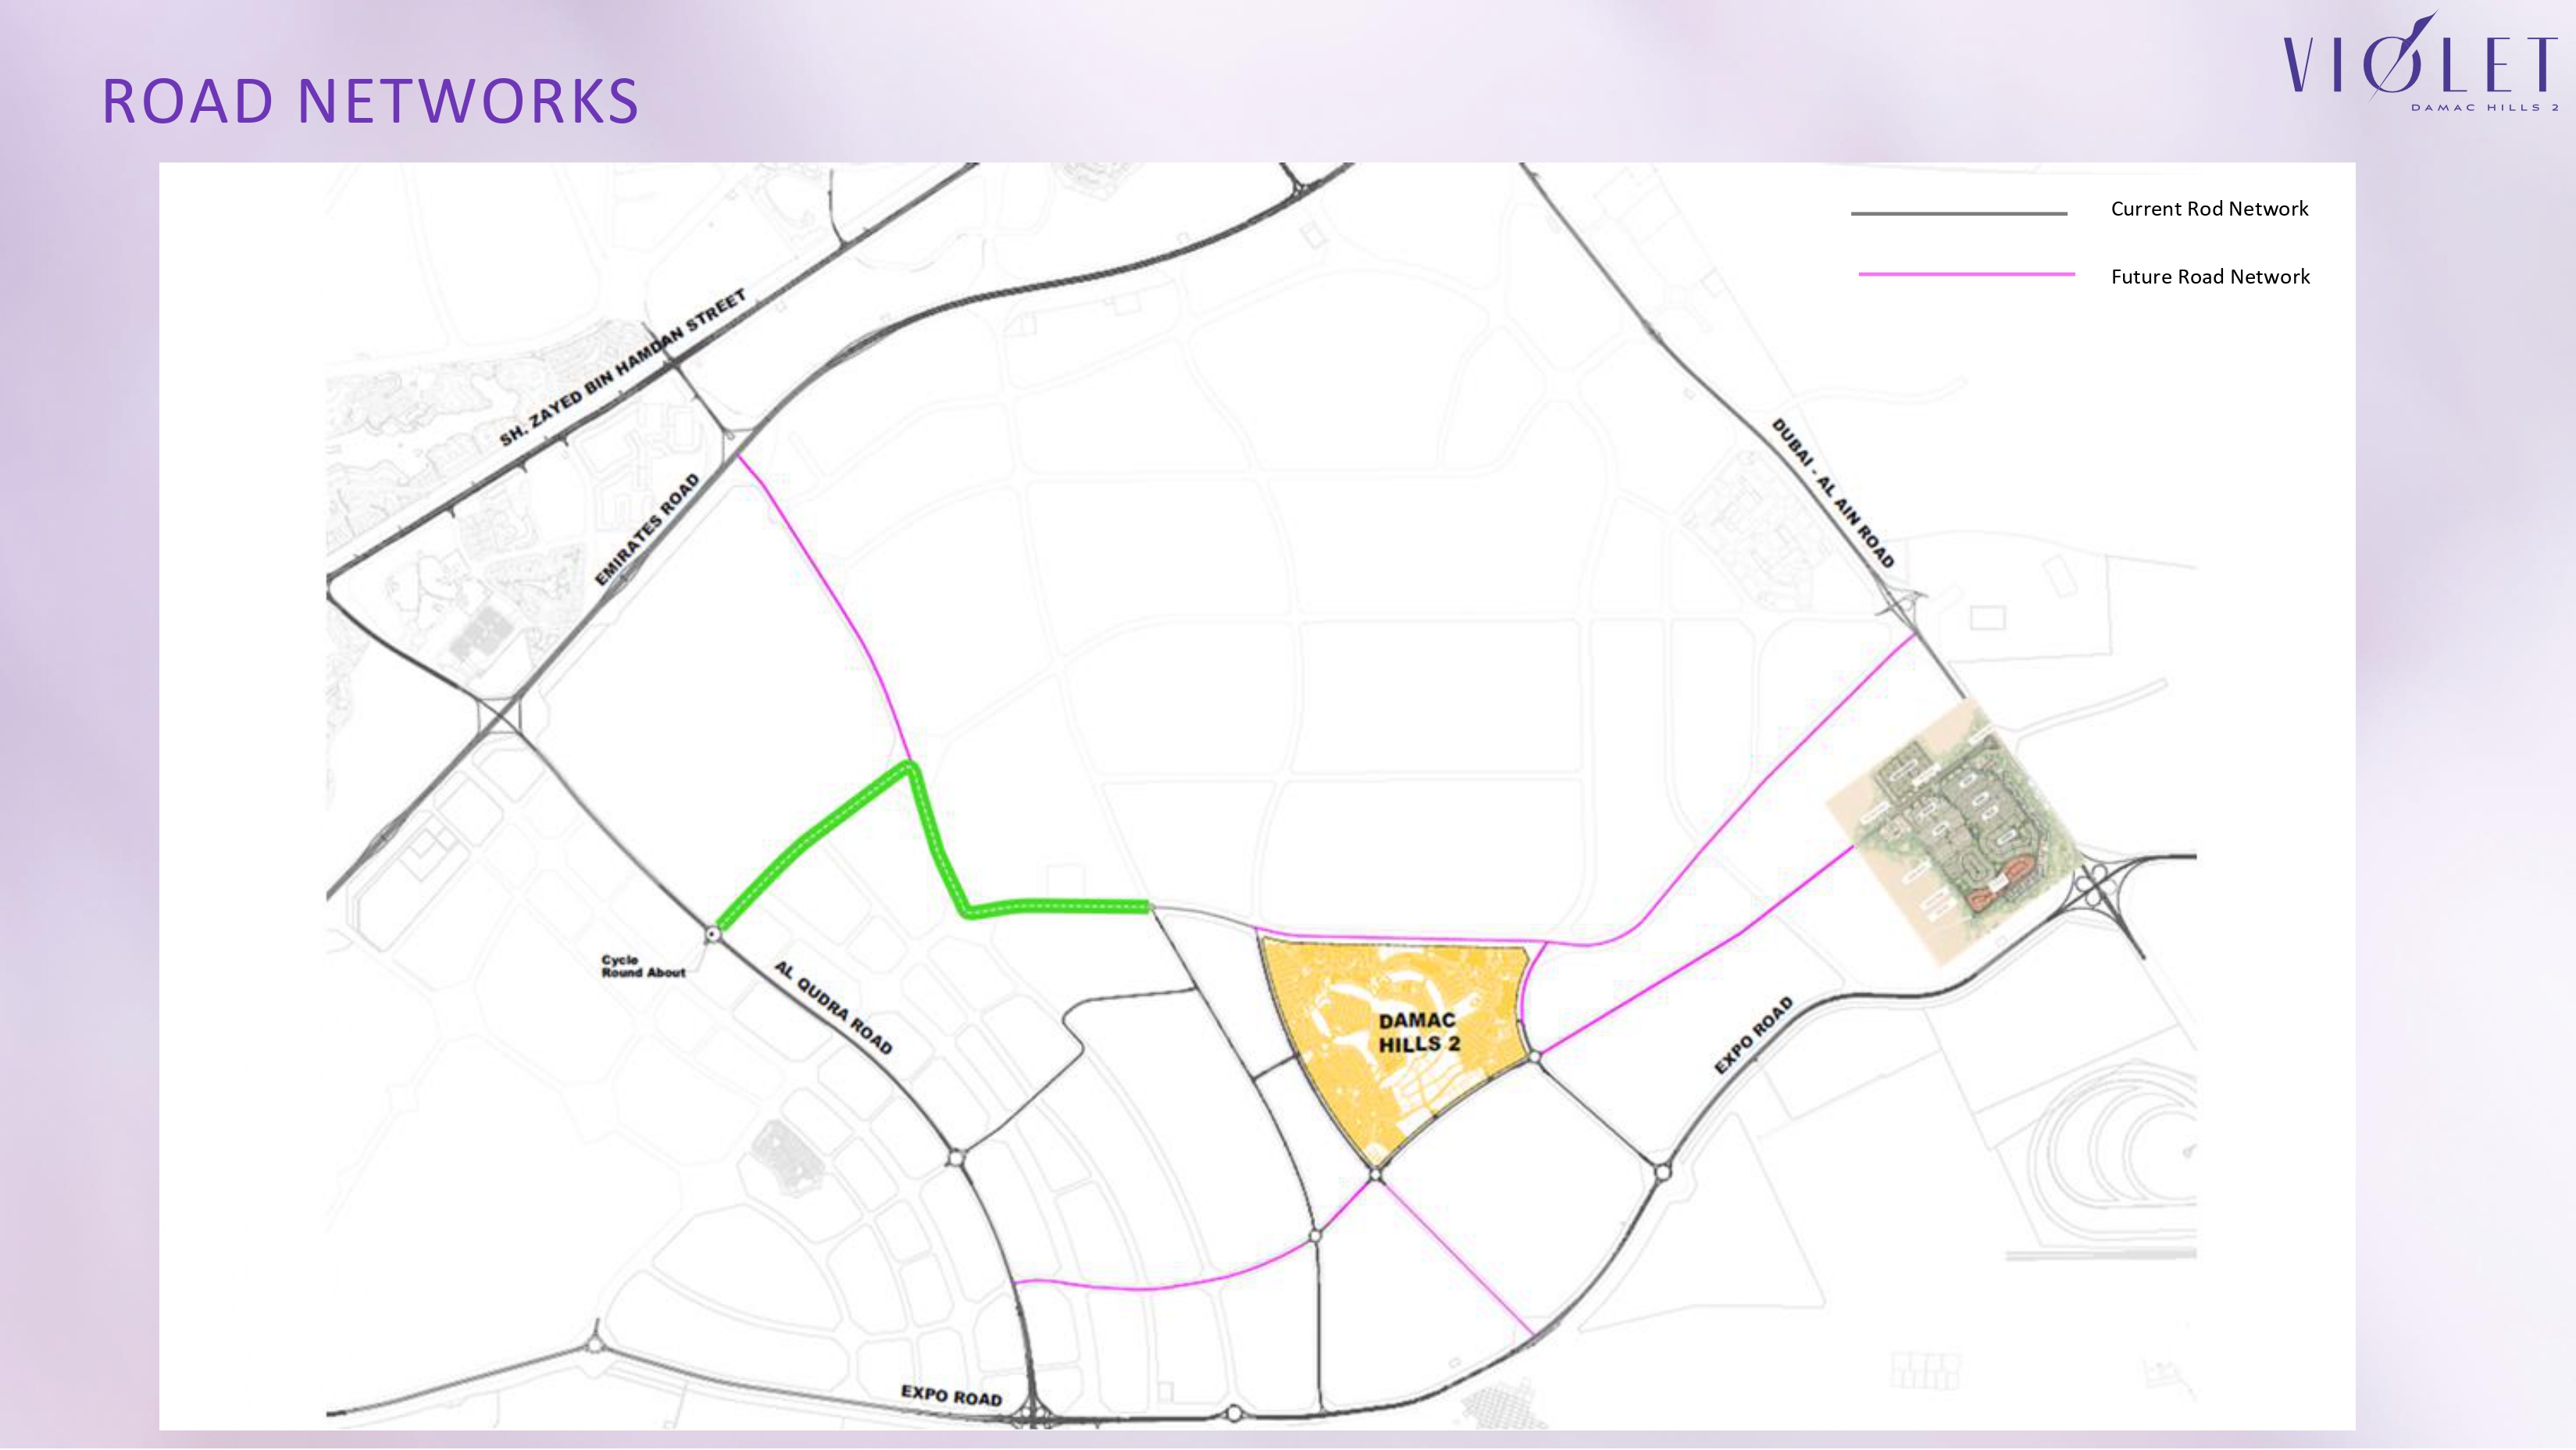 ROAD NETWORKS
VIOLET
DAMAC HILLS 2
Current Rod Network
Future Road Network
SH. ZAYED BIN HAMDAN STREET
EMIRATES ROAD
DUBAI - AL AIN ROAD
Cycle
Round About
AL QUDRA ROAD
DAMAC
HILLS 2
EXPO ROAD
EXPO ROAD